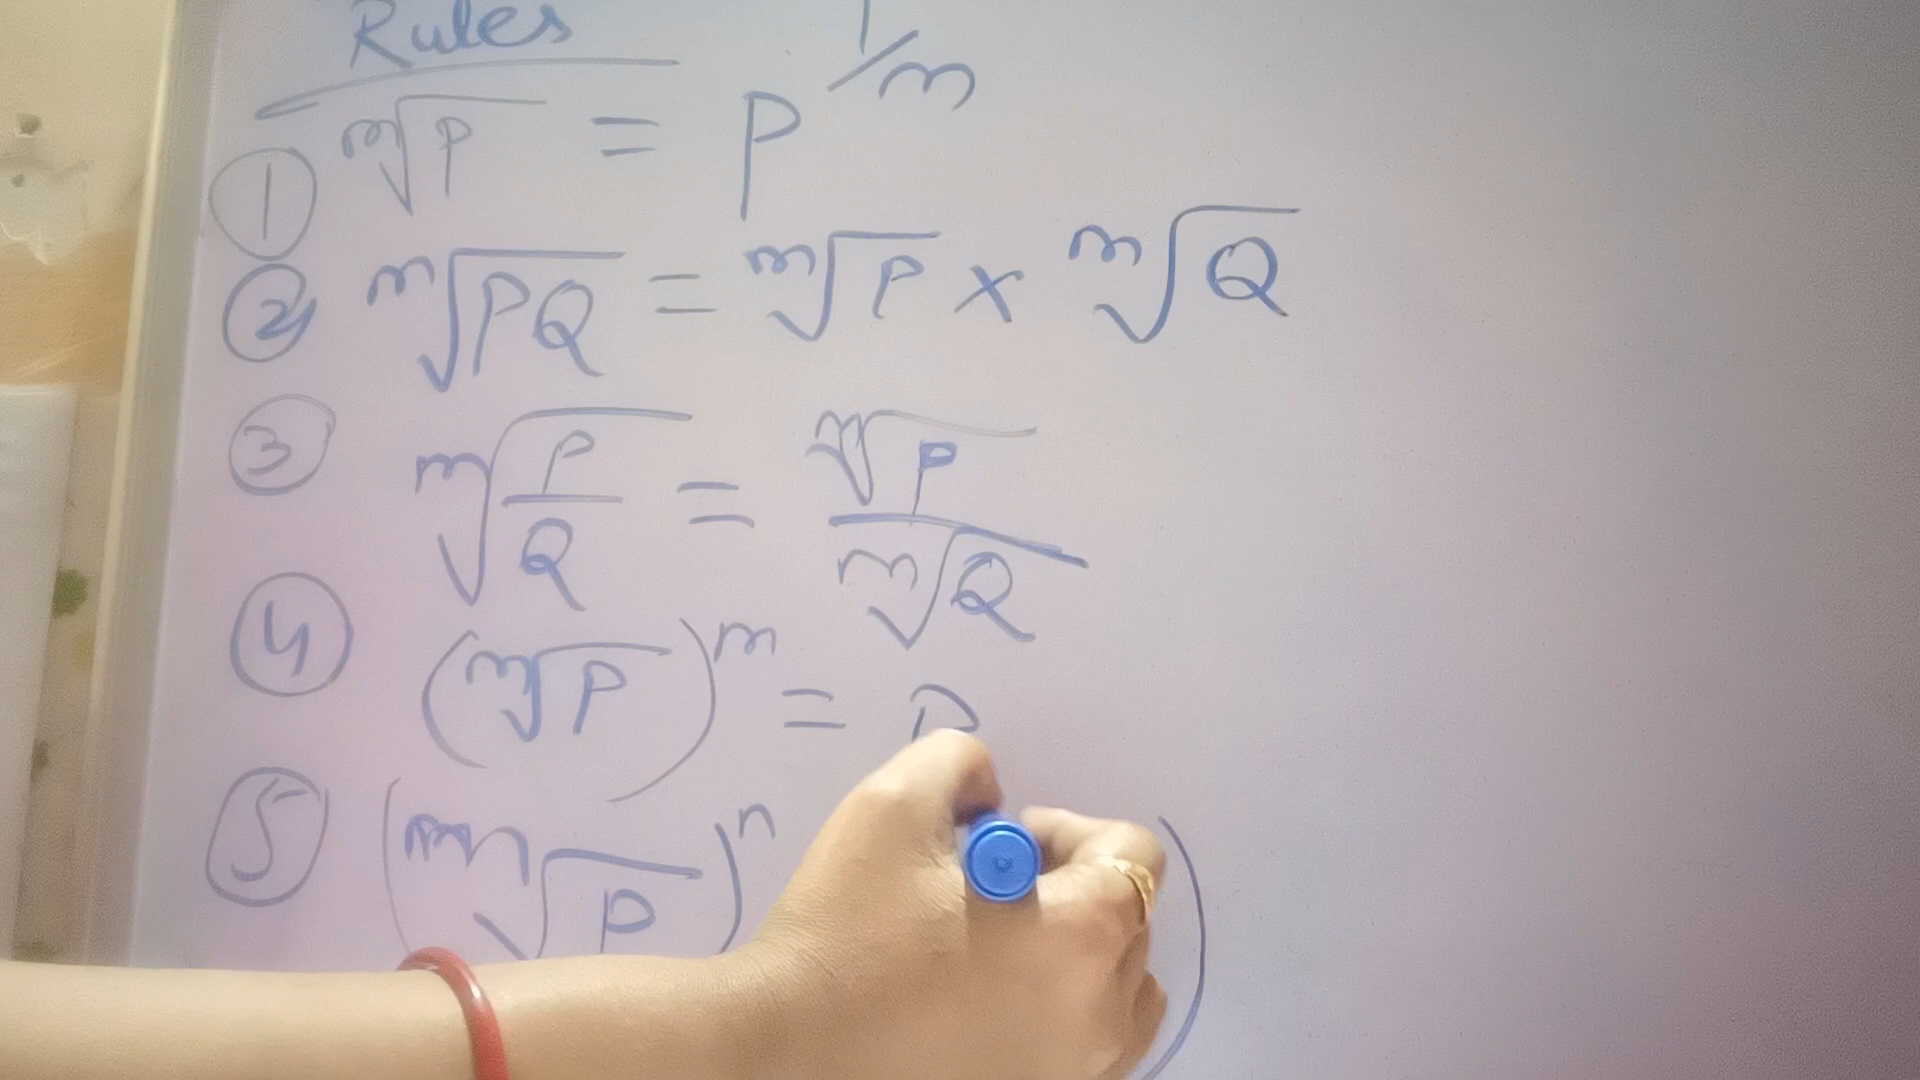 Rules
① ᵐ√P = P^1/m
② ᵐ√PQ = ᵐ√P × ᵐ√Q
③ ᵐ√(P/Q) = ᵐ√P / ᵐ√Q
④ (ᵐ√P)ᵐ = P
⑤ (ᵐ√P)ⁿ )